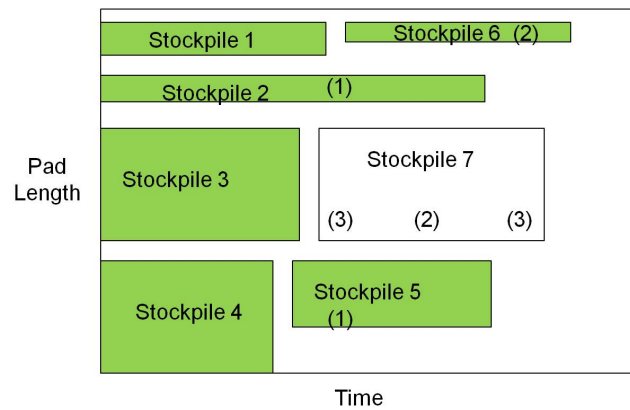 Stockpile 1
Stockpile 6 (2)
Stockpile 2 (1)
Pad
Length
Stockpile 3
Stockpile 7
(3) (2) (3)
Stockpile 4
Stockpile 5
(1)
Time